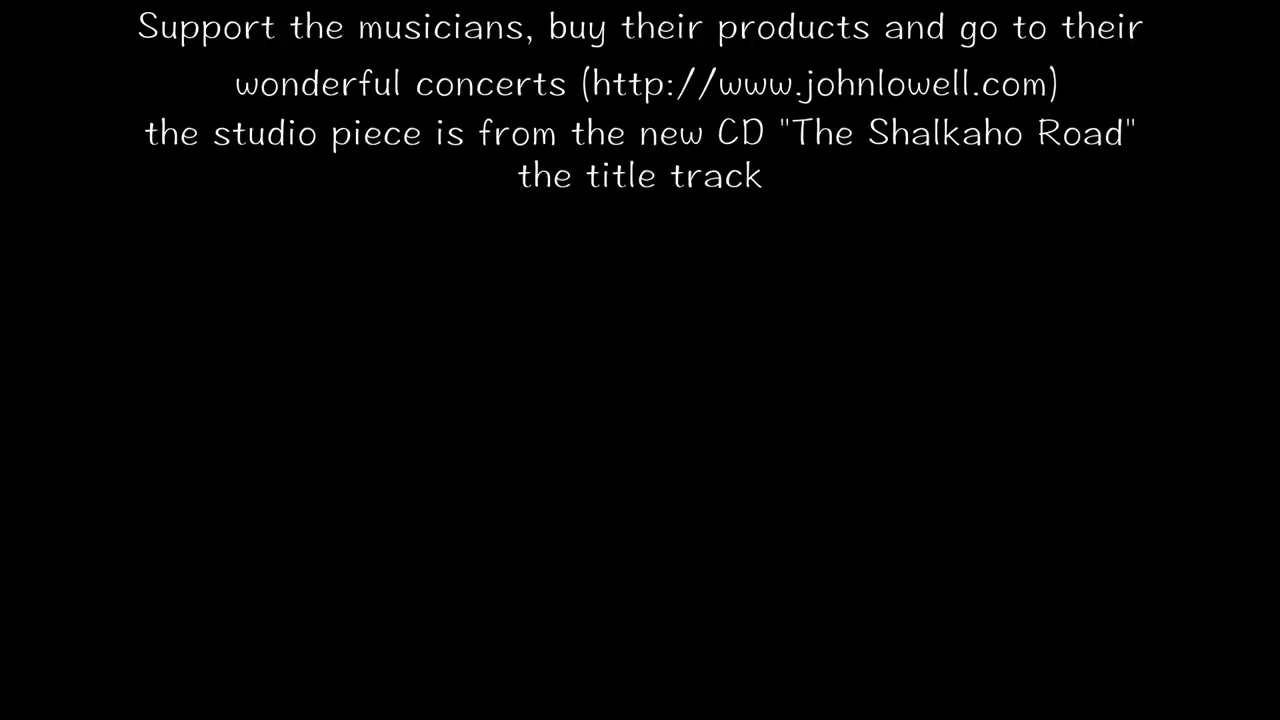 Support the musicians, buy their products and go to their
wonderful concerts (http://www.johnlowell.com)
the studio piece is from the new CD "The Shalkaho Road"
the title track